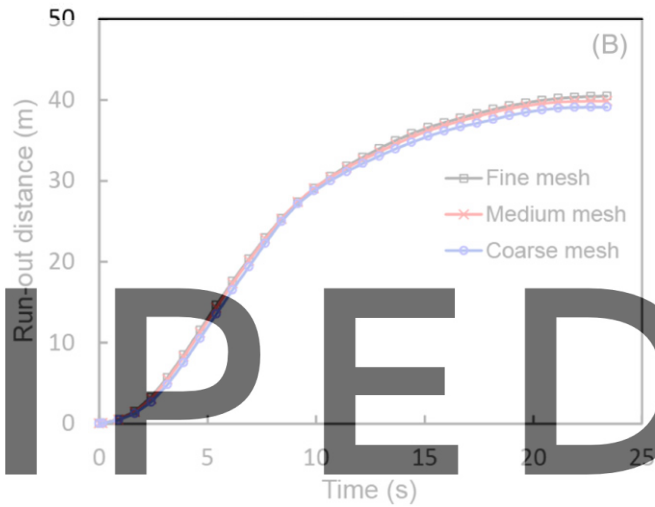 50
(B)
40
30
20
10
0
Run-out distance (m)
Fine mesh
Medium mesh
Coarse mesh
IPED
0 5 10 15 20 25
Time (s)